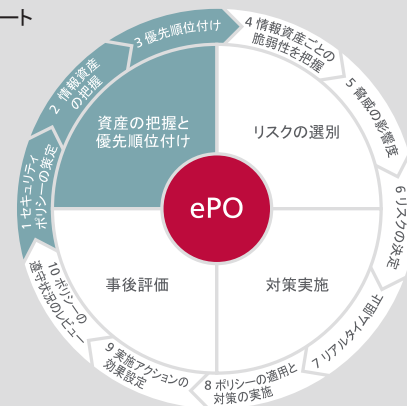 ート
1 セキュリティ
ポリシーの策定
2 情報資産
の把握
3 優先順位付け
4 情報資産ごとの
脆弱性を把握
5 脅威の影響度
6 リスクの決定
7 リアルタイム阻止
8 ポリシーの適用と
対策の実施
9 実施アクションの
効果設定
10 ポリシーの
遵守状況のレビュー
資産の把握と
優先順位付け
リスクの選別
ePO
事後評価
対策実施